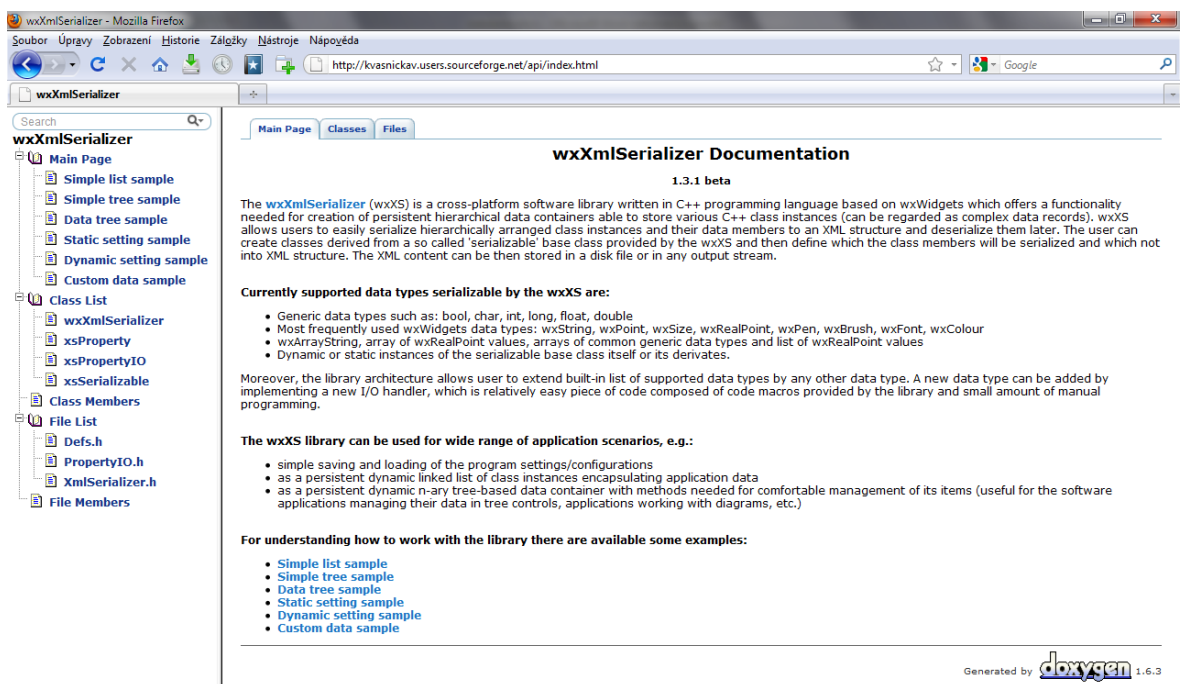 wxXmlSerializer - Mozilla Firefox
Soubor Úpravy Zobrazení Historie Záložky Nástroje Nápověda
http://kvasnickav.users.sourceforge.net/api/index.html
Google
wxXmlSerializer
Search
wxXmlSerializer
Main Page
Simple list sample
Simple tree sample
Data tree sample
Static setting sample
Dynamic setting sample
Custom data sample
Class List
wxXmlSerializer
xsProperty
xsPropertyIO
xsSerializable
Class Members
File List
Defs.h
PropertyIO.h
XmlSerializer.h
File Members
Main Page Classes Files
wxXmlSerializer Documentation
1.3.1 beta
The wxXmlSerializer (wxXS) is a cross-platform software library written in C++ programming language based on wxWidgets which offers a functionality
needed for creation of persistent hierarchical data containers able to store various C++ class instances (can be regarded as complex data records). wxXS
allows users to easily serialize hierarchically arranged class instances and their data members to an XML structure and deserialize them later. The user can
create classes derived from a so called 'serializable' base class provided by the wxXS and then define which the class members will be serialized and which not
into XML structure. The XML content can be then stored in a disk file or in any output stream.
Currently supported data types serializable by the wxXS are:
• Generic data types such as: bool, char, int, long, float, double
• Most frequently used wxWidgets data types: wxString, wxPoint, wxSize, wxRealPoint, wxPen, wxBrush, wxFont, wxColour
• wxArrayString, array of wxRealPoint values, arrays of common generic data types and list of wxRealPoint values
• Dynamic or static instances of the serializable base class itself or its derivates.
Moreover, the library architecture allows user to extend built-in list of supported data types by any other data type. A new data type can be added by
implementing a new I/O handler, which is relatively easy piece of code composed of code macros provided by the library and small amount of manual
programming.
The wxXS library can be used for wide range of application scenarios, e.g.:
• simple saving and loading of the program settings/configurations
• as a persistent dynamic linked list of class instances encapsulating application data
• as a persistent dynamic n-ary tree-based data container with methods needed for comfortable management of its items (useful for the software
applications managing their data in tree controls, applications working with diagrams, etc.)
For understanding how to work with the library there are available some examples:
• Simple list sample
• Simple tree sample
• Data tree sample
• Static setting sample
• Dynamic setting sample
• Custom data sample
Generated by doxygen 1.6.3